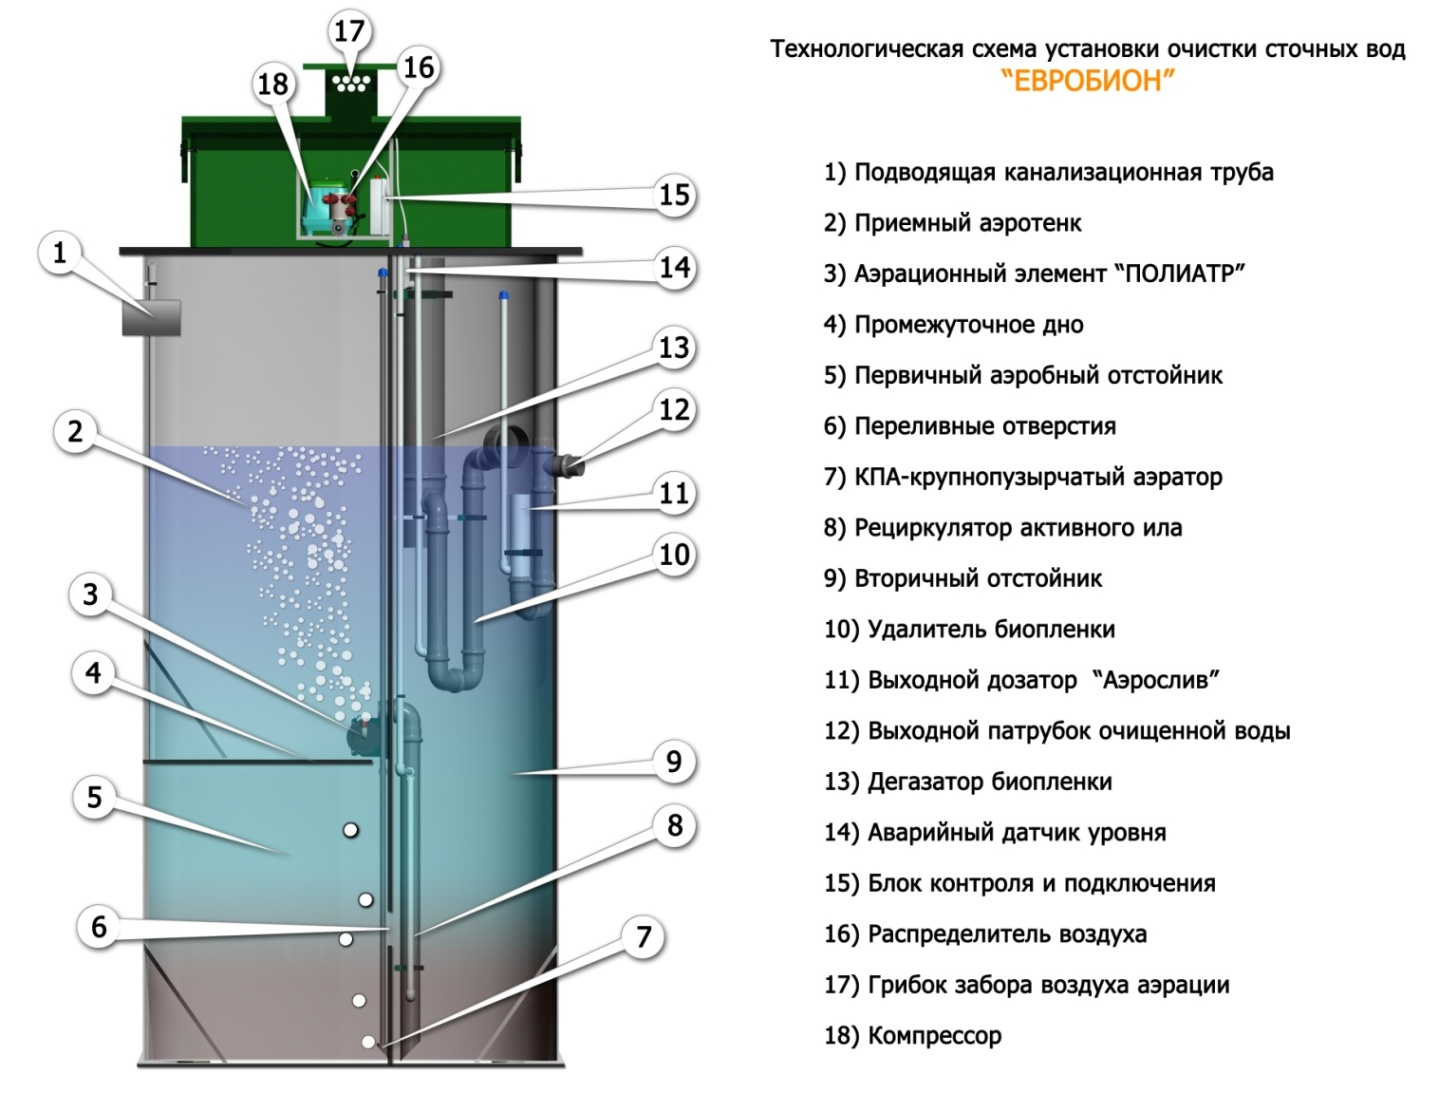 Технологическая схема установки очистки сточных вод
“ЕВРОБИОН”
1) Подводящая канализационная труба
2) Приемный аэротенк
3) Аэрационный элемент “ПОЛИАТР”
4) Промежуточное дно
5) Первичный аэробный отстойник
6) Переливные отверстия
7) КПА-крупнопузырчатый аэратор
8) Рециркулятор активного ила
9) Вторичный отстойник
10) Удалитель биопленки
11) Выходной дозатор “Аэрослив”
12) Выходной патрубок очищенной воды
13) Дегазатор биопленки
14) Аварийный датчик уровня
15) Блок контроля и подключения
16) Распределитель воздуха
17) Грибок забора воздуха аэрации
18) Компрессор
17
16
18
15
1
14
13
12
2
11
10
3
4
9
5
8
6
7